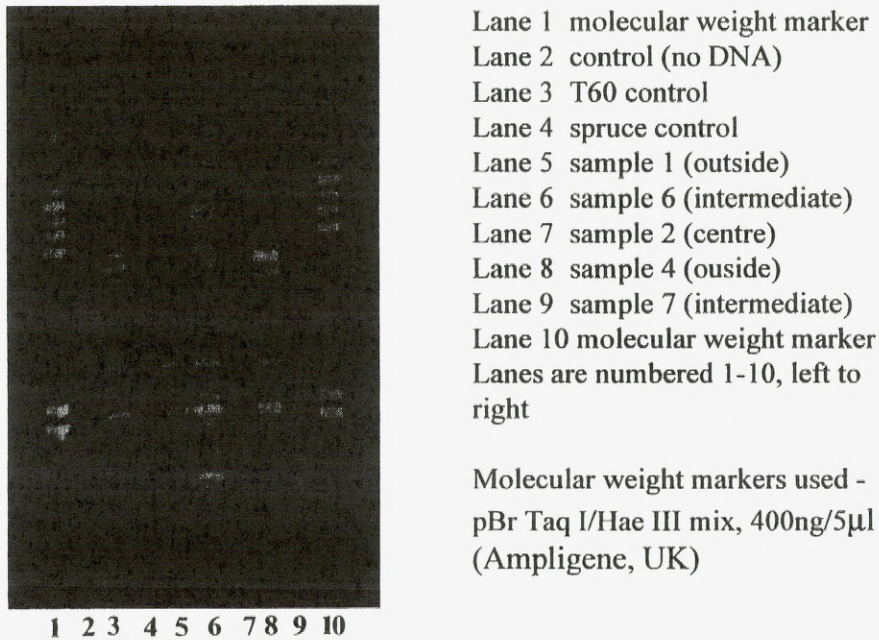 Lane 1 molecular weight marker
Lane 2 control (no DNA)
Lane 3 T60 control
Lane 4 spruce control
Lane 5 sample 1 (outside)
Lane 6 sample 6 (intermediate)
Lane 7 sample 2 (centre)
Lane 8 sample 4 (ouside)
Lane 9 sample 7 (intermediate)
Lane 10 molecular weight marker
Lanes are numbered 1-10, left to
right
Molecular weight markers used -
pBr Taq I/Hae III mix, 400ng/5µl
(Ampligene, UK)
1 2 3 4 5 6 7 8 9 10